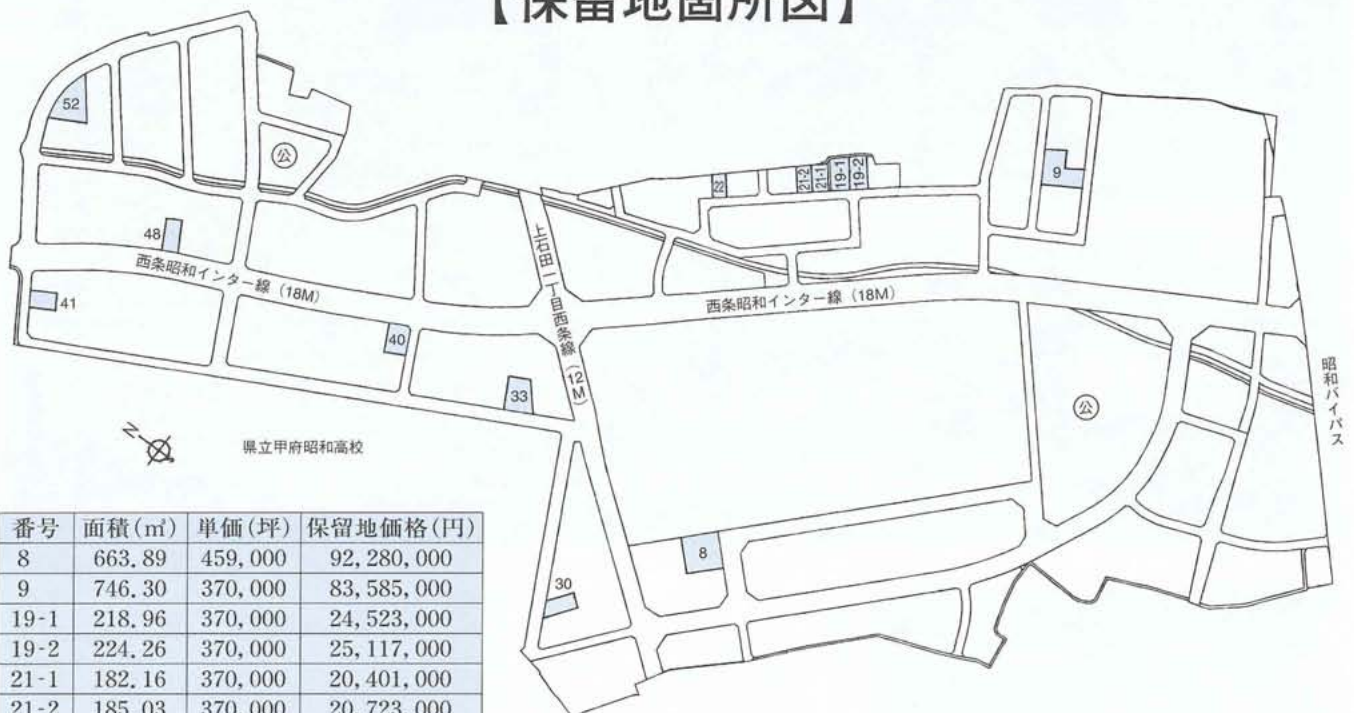 【保留地箇所図】
52
公
22
21-2
21-1
19-1
19-2
9
48
西条昭和インター線（18M）
上石田一丁目西条線（12M）
西条昭和インター線（18M）
41
40
33
公
昭和バイパス
N
県立甲府昭和高校
8
30
番号 面積(㎡) 単価(坪) 保留地価格(円)
8 663.89 459,000 92,280,000
9 746.30 370,000 83,585,000
19-1 218.96 370,000 24,523,000
19-2 224.26 370,000 25,117,000
21-1 182.16 370,000 20,401,000
21-2 185.03 370,000 20,723,000